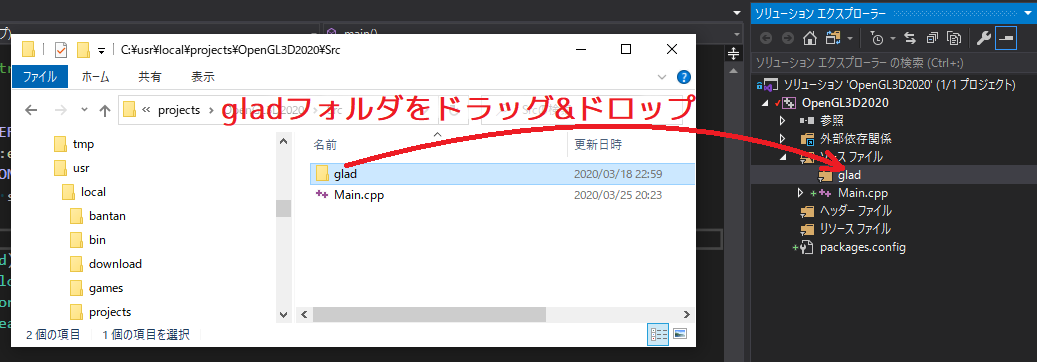 main()
C:¥usr¥local¥projects¥OpenGL3D2020¥Src
ファイル ホーム 共有 表示
projects
gladフォルダをドラッグ&ドロップ
名前 更新日時
tmp
usr
local
bantan
bin
download
games
projects
glad 2020/03/18 22:59
Main.cpp 2020/03/25 20:23
2 個の項目 1 個の項目を選択
ソリューション エクスプローラー
ソリューション エクスプローラー の検索 (Ctrl+:)
ソリューション 'OpenGL3D2020' (1/1 プロジェクト)
OpenGL3D2020
参照
外部依存関係
ソース ファイル
glad
Main.cpp
ヘッダー ファイル
リソース ファイル
packages.config